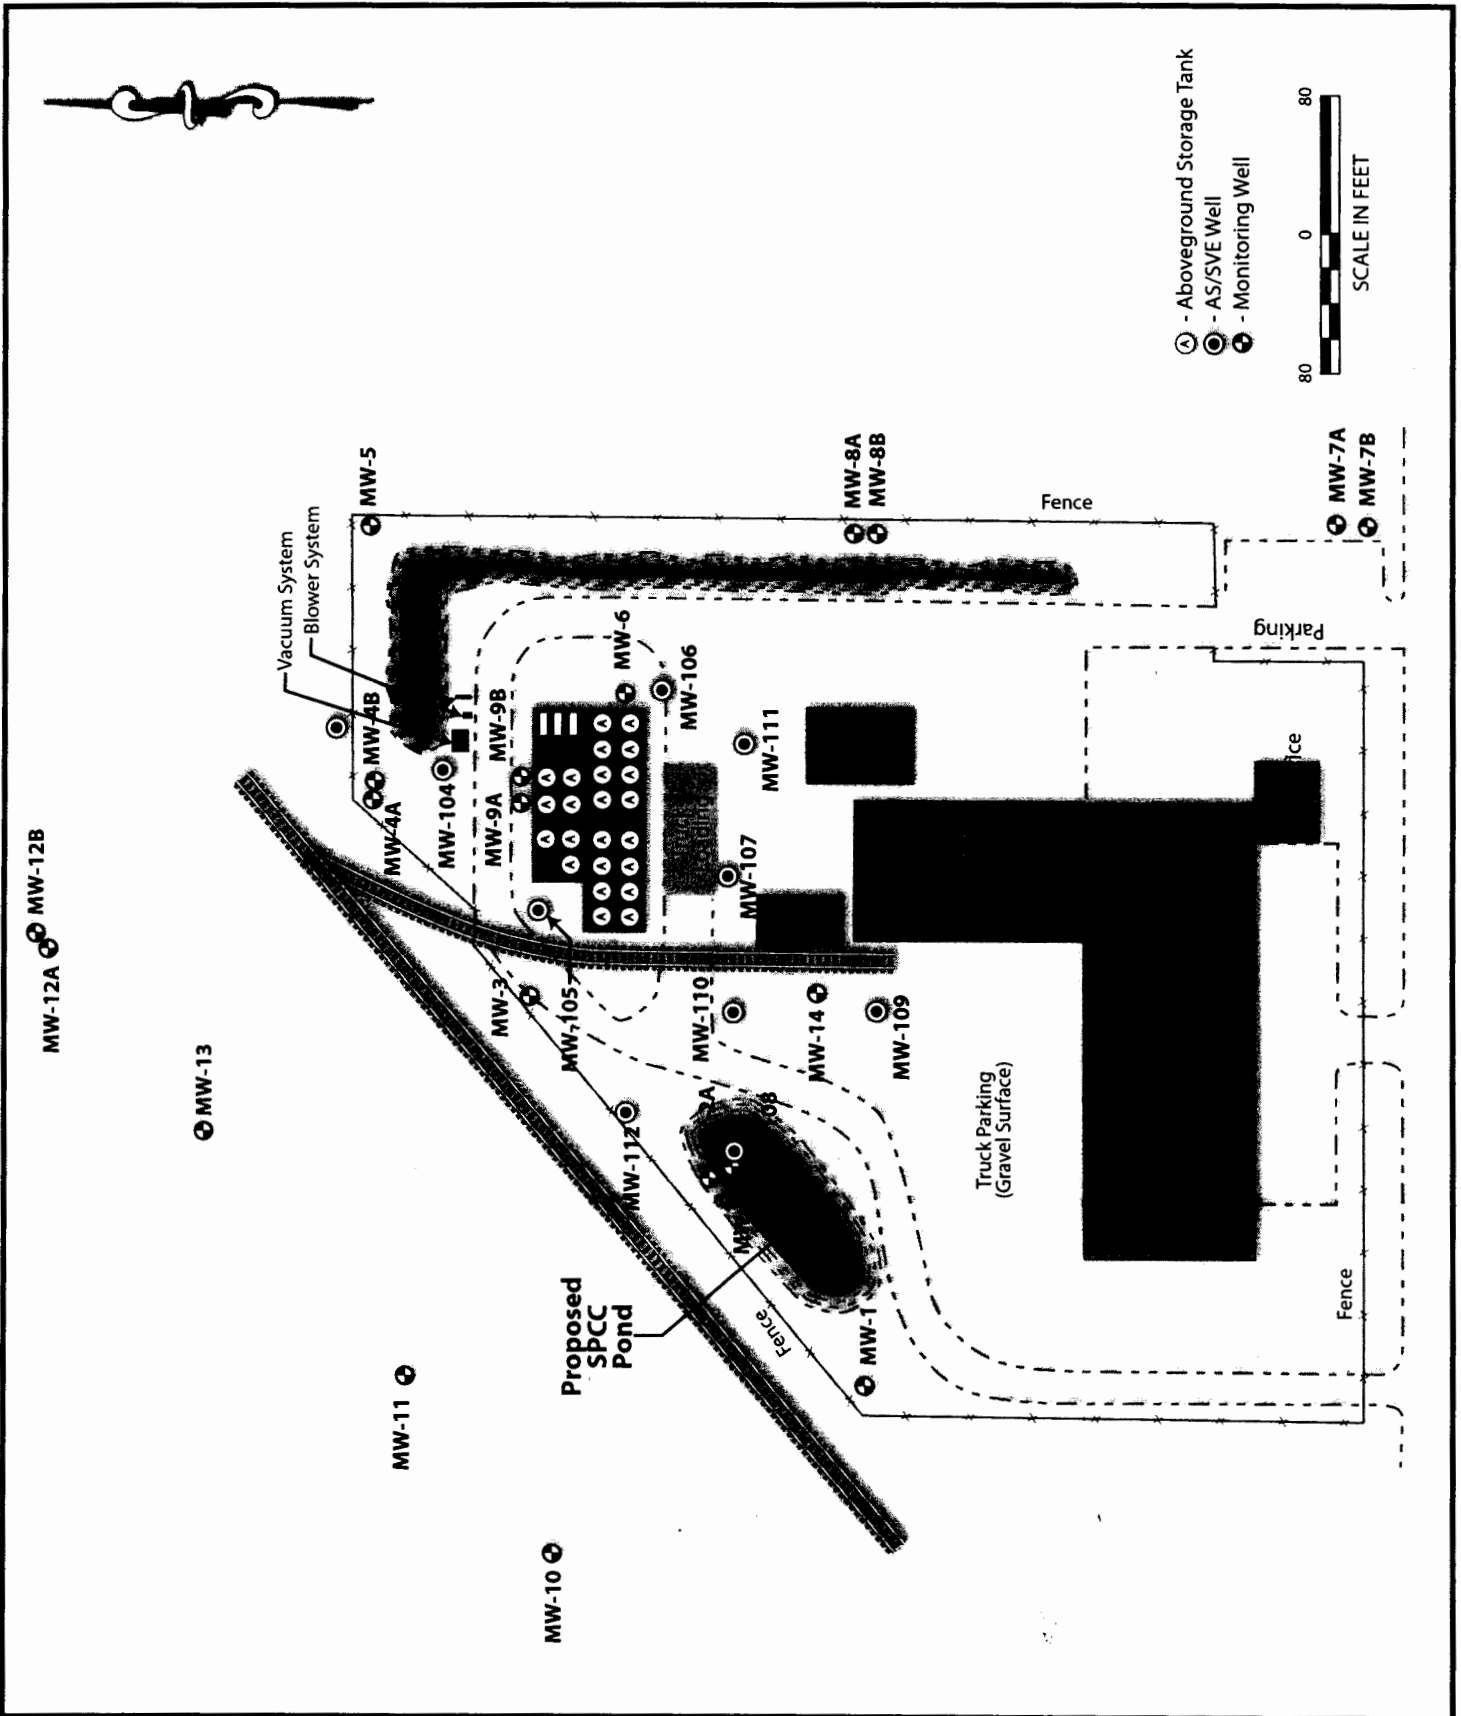 MW-12A
MW-12B
MW-13
MW-11
MW-10
Vacuum System
Blower System
MW-5
MW-4B
MW-4A
MW-104
MW-9B
MW-9A
MW-6
MW-106
MW-3
MW-105
MW-111
MW-107
MW-110
MW-14
MW-109
MW-112
MW-8A
MW-8B
MW-7A
MW-7B
Fence
Parking
Proposed
SPCC
Pond
Fence
MW-1
Truck Parking
(Gravel Surface)
Fence
A - Aboveground Storage Tank
- AS/SVE Well
- Monitoring Well
80 0 80
SCALE IN FEET